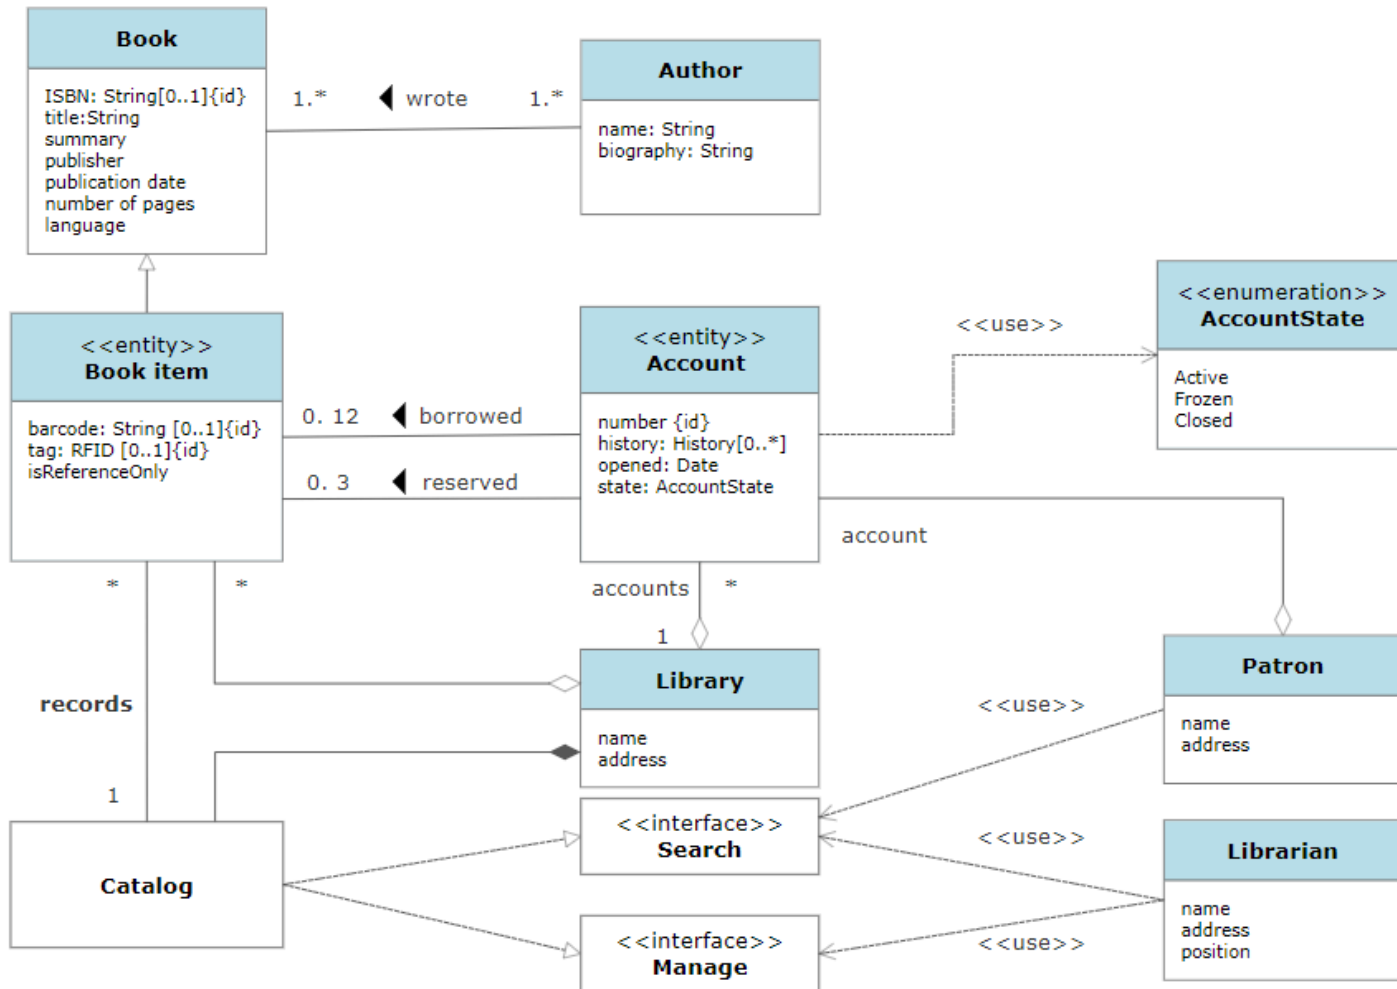 Book
ISBN: String[0..1]{id}
title:String
summary
publisher
publication date
number of pages
language
1.* ◀ wrote 1.*
Author
name: String
biography: String
<<entity>>
Book item
barcode: String [0..1]{id}
tag: RFID [0..1]{id}
isReferenceOnly
0. 12 ◀ borrowed
0. 3 ◀ reserved
<<entity>>
Account
number {id}
history: History[0..*]
opened: Date
state: AccountState
<<use>>
<<enumeration>>
AccountState
Active
Frozen
Closed
account
* *
accounts *
1
records
1
Library
name
address
<<use>>
Patron
name
address
Catalog
<<interface>>
Search
<<use>>
<<interface>>
Manage
<<use>>
Librarian
name
address
position